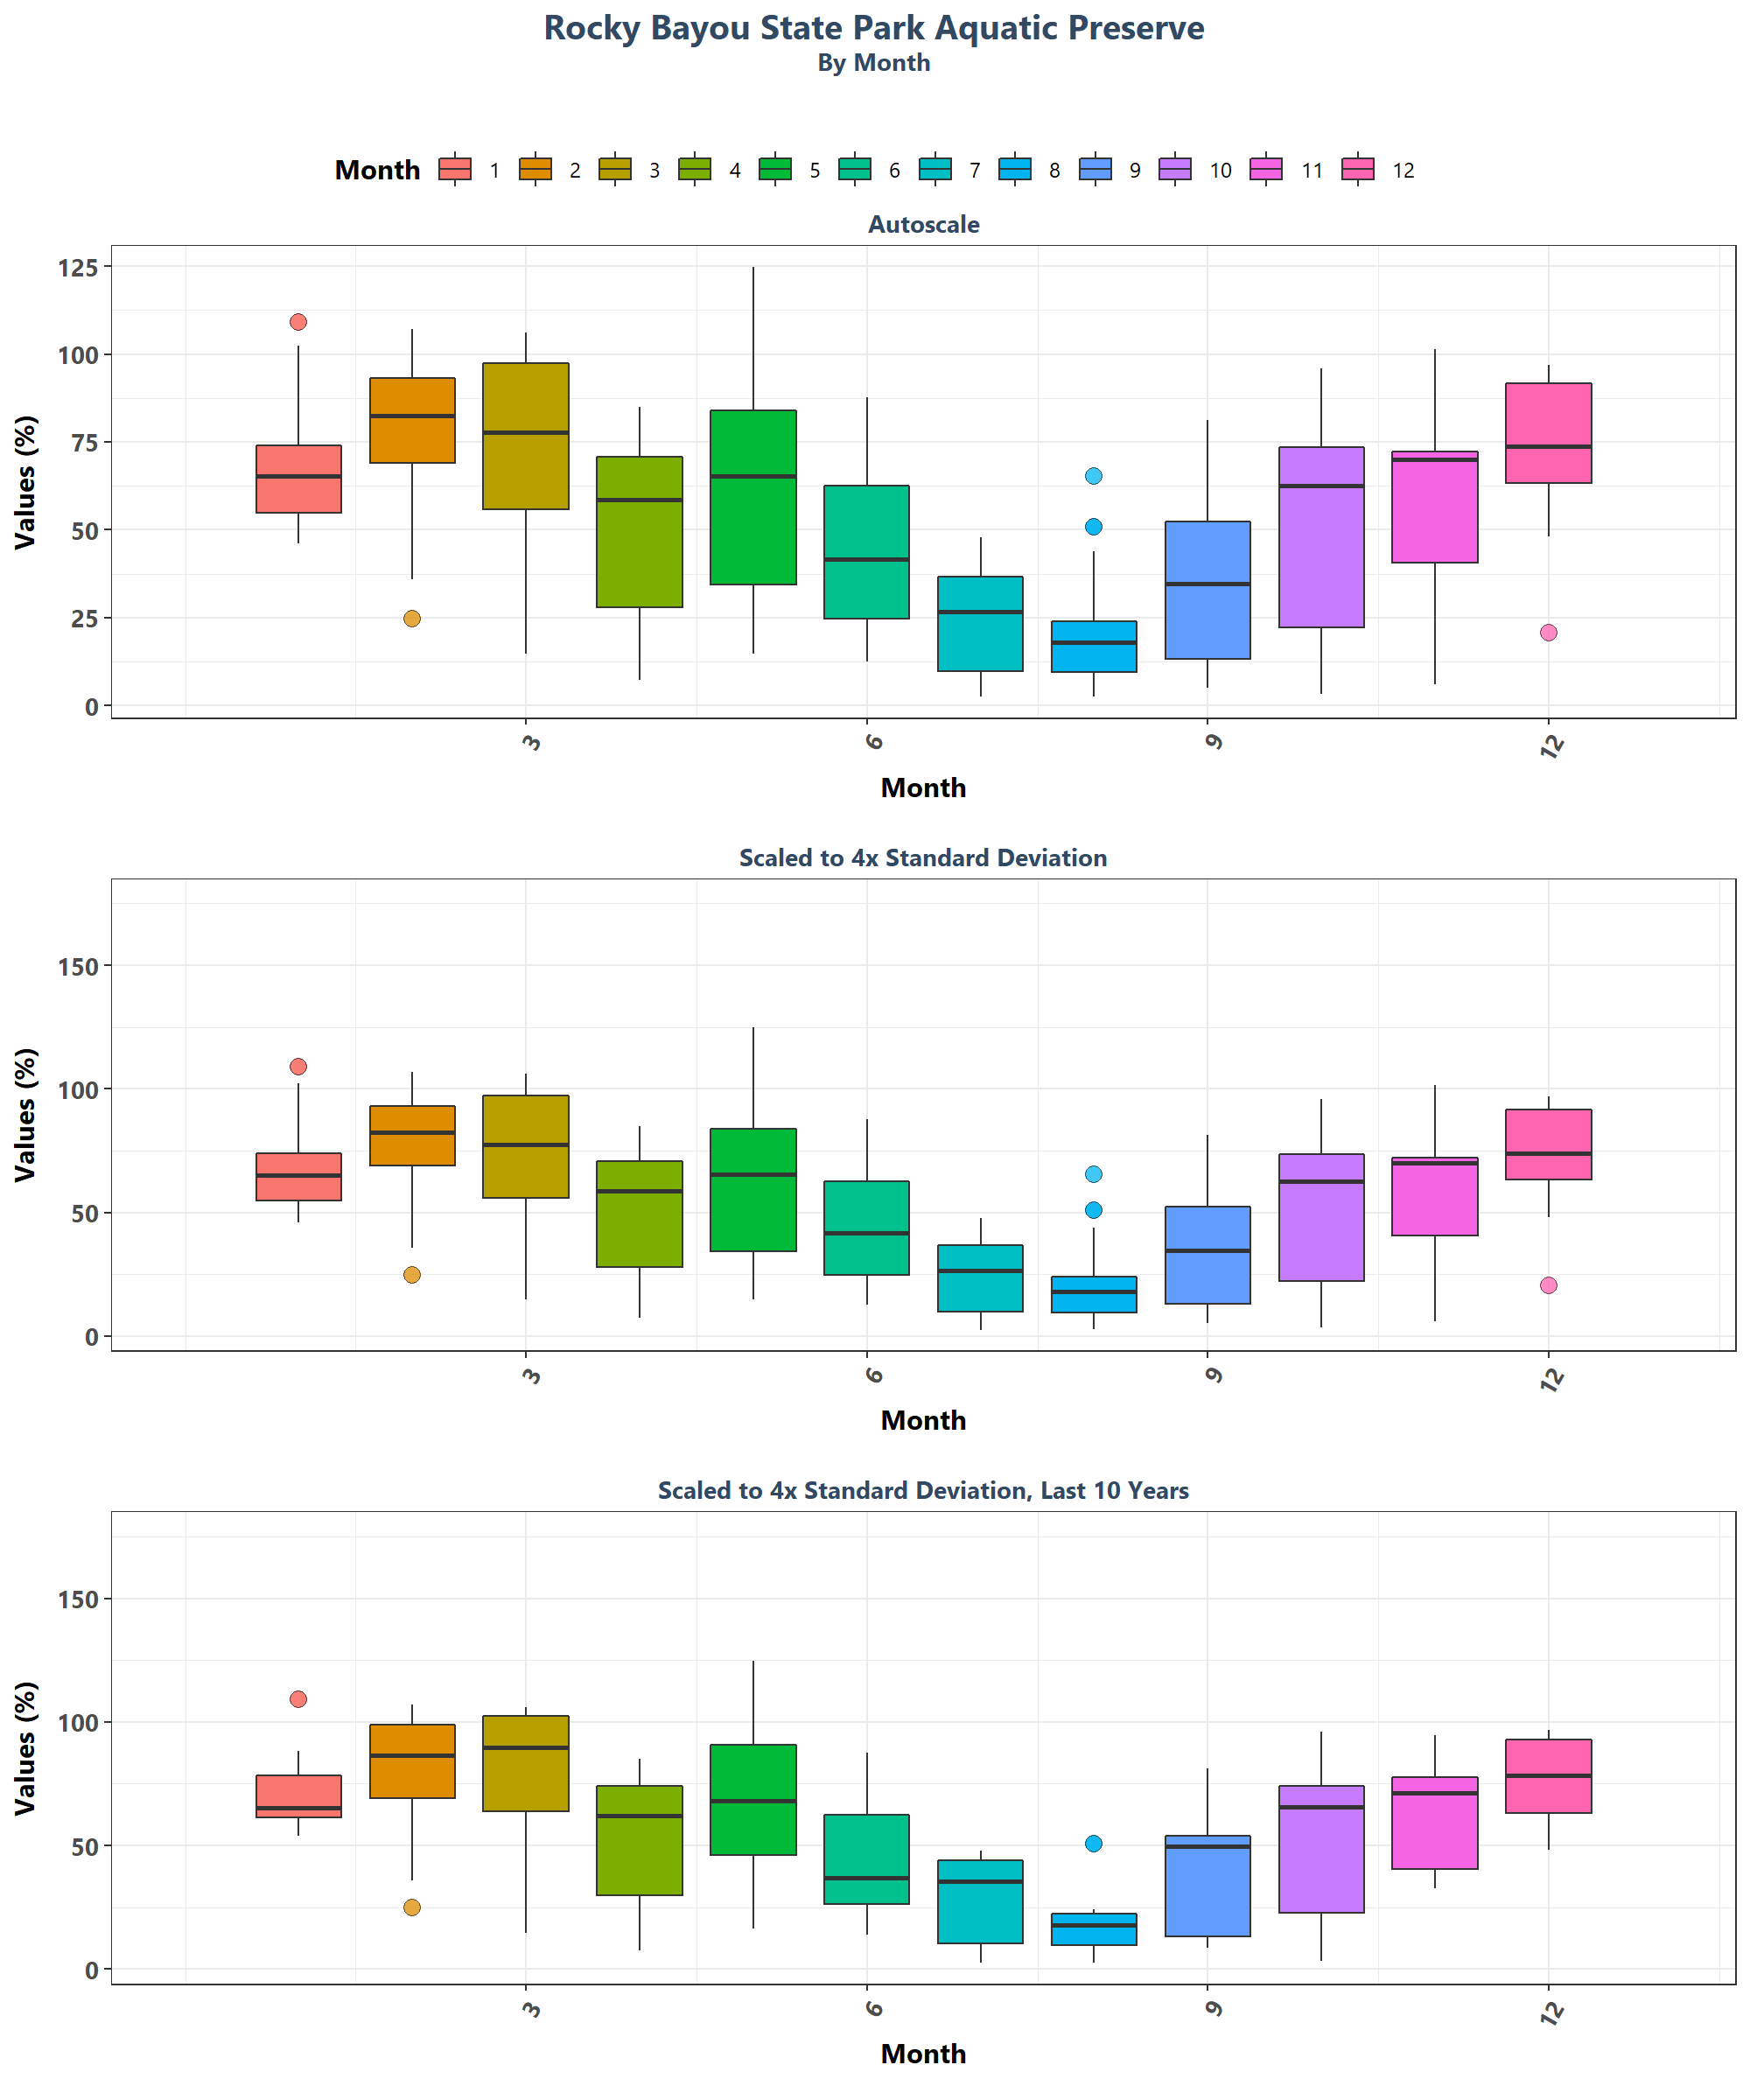 Rocky Bayou State Park Aquatic Preserve
By Month
Month 1 2 3 4 5 6 7 8 9 10 11 12
Autoscale
Values (%)
125
100
75
50
25
0
3 6 9 12
Month
Scaled to 4x Standard Deviation
Values (%)
150
100
50
0
3 6 9 12
Month
Scaled to 4x Standard Deviation, Last 10 Years
Values (%)
150
100
50
0
3 6 9 12
Month